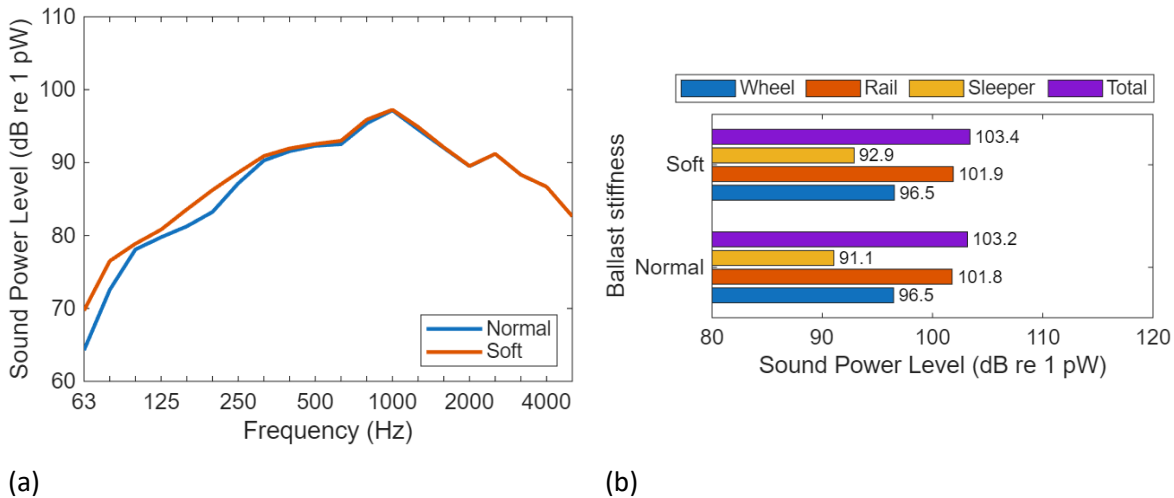 110
100
90
80
70
60
Sound Power Level (dB re 1 pW)
63 125 250 500 1000 2000 4000
Frequency (Hz)
Normal
Soft
(a)
Wheel Rail Sleeper Total
Ballast stiffness
Soft
103.4
92.9
101.9
96.5
Normal
103.2
91.1
101.8
96.5
80 90 100 110 120
Sound Power Level (dB re 1 pW)
(b)